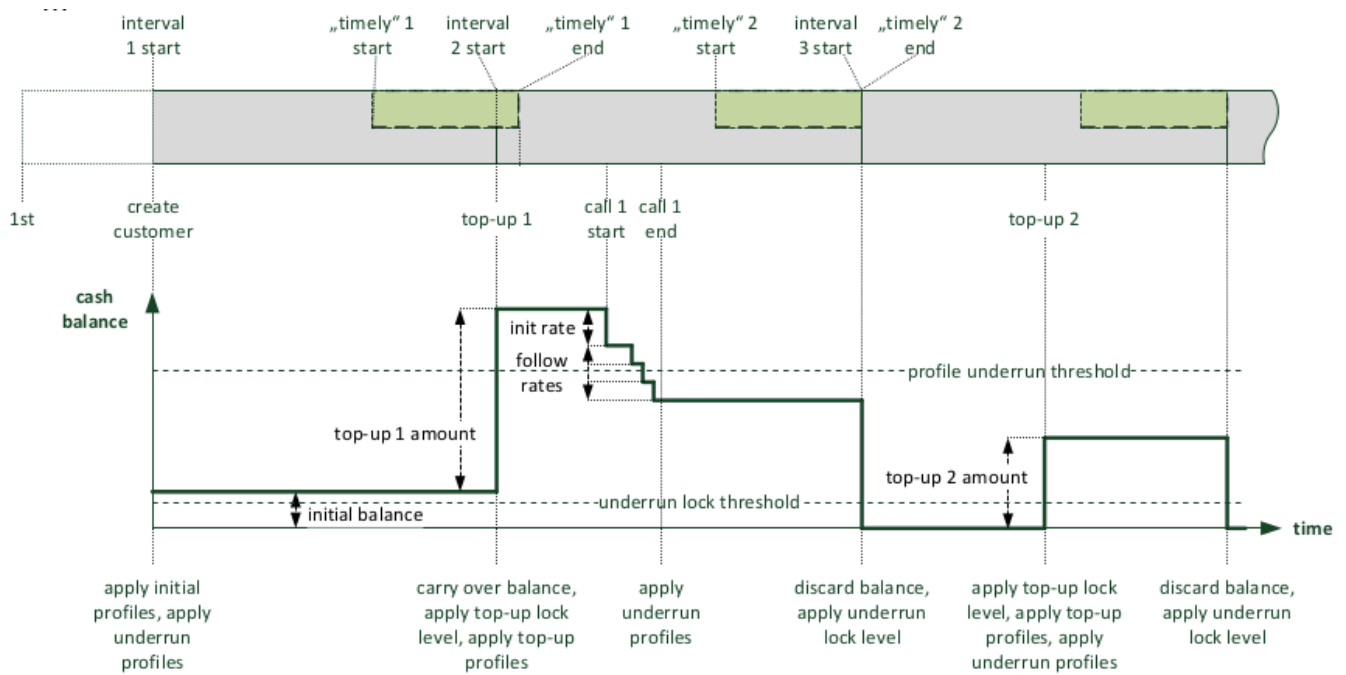 ...
interval
1 start
„timely“ 1
start
interval
2 start
„timely“ 1
end
„timely“ 2
start
interval
3 start
„timely“ 2
end
1st
create
customer
top-up 1
call 1
start
call 1
end
top-up 2
cash
balance
init rate
follow
rates
profile underrun threshold
top-up 1 amount
top-up 2 amount
underrun lock threshold
initial balance
time
apply initial
profiles, apply
underrun
profiles
carry over balance,
apply top-up lock
level, apply top-up
profiles
apply
underrun
profiles
discard balance,
apply underrun
lock level
apply top-up lock
level, apply top-up
profiles, apply
underrun profiles
discard balance,
apply underrun
lock level